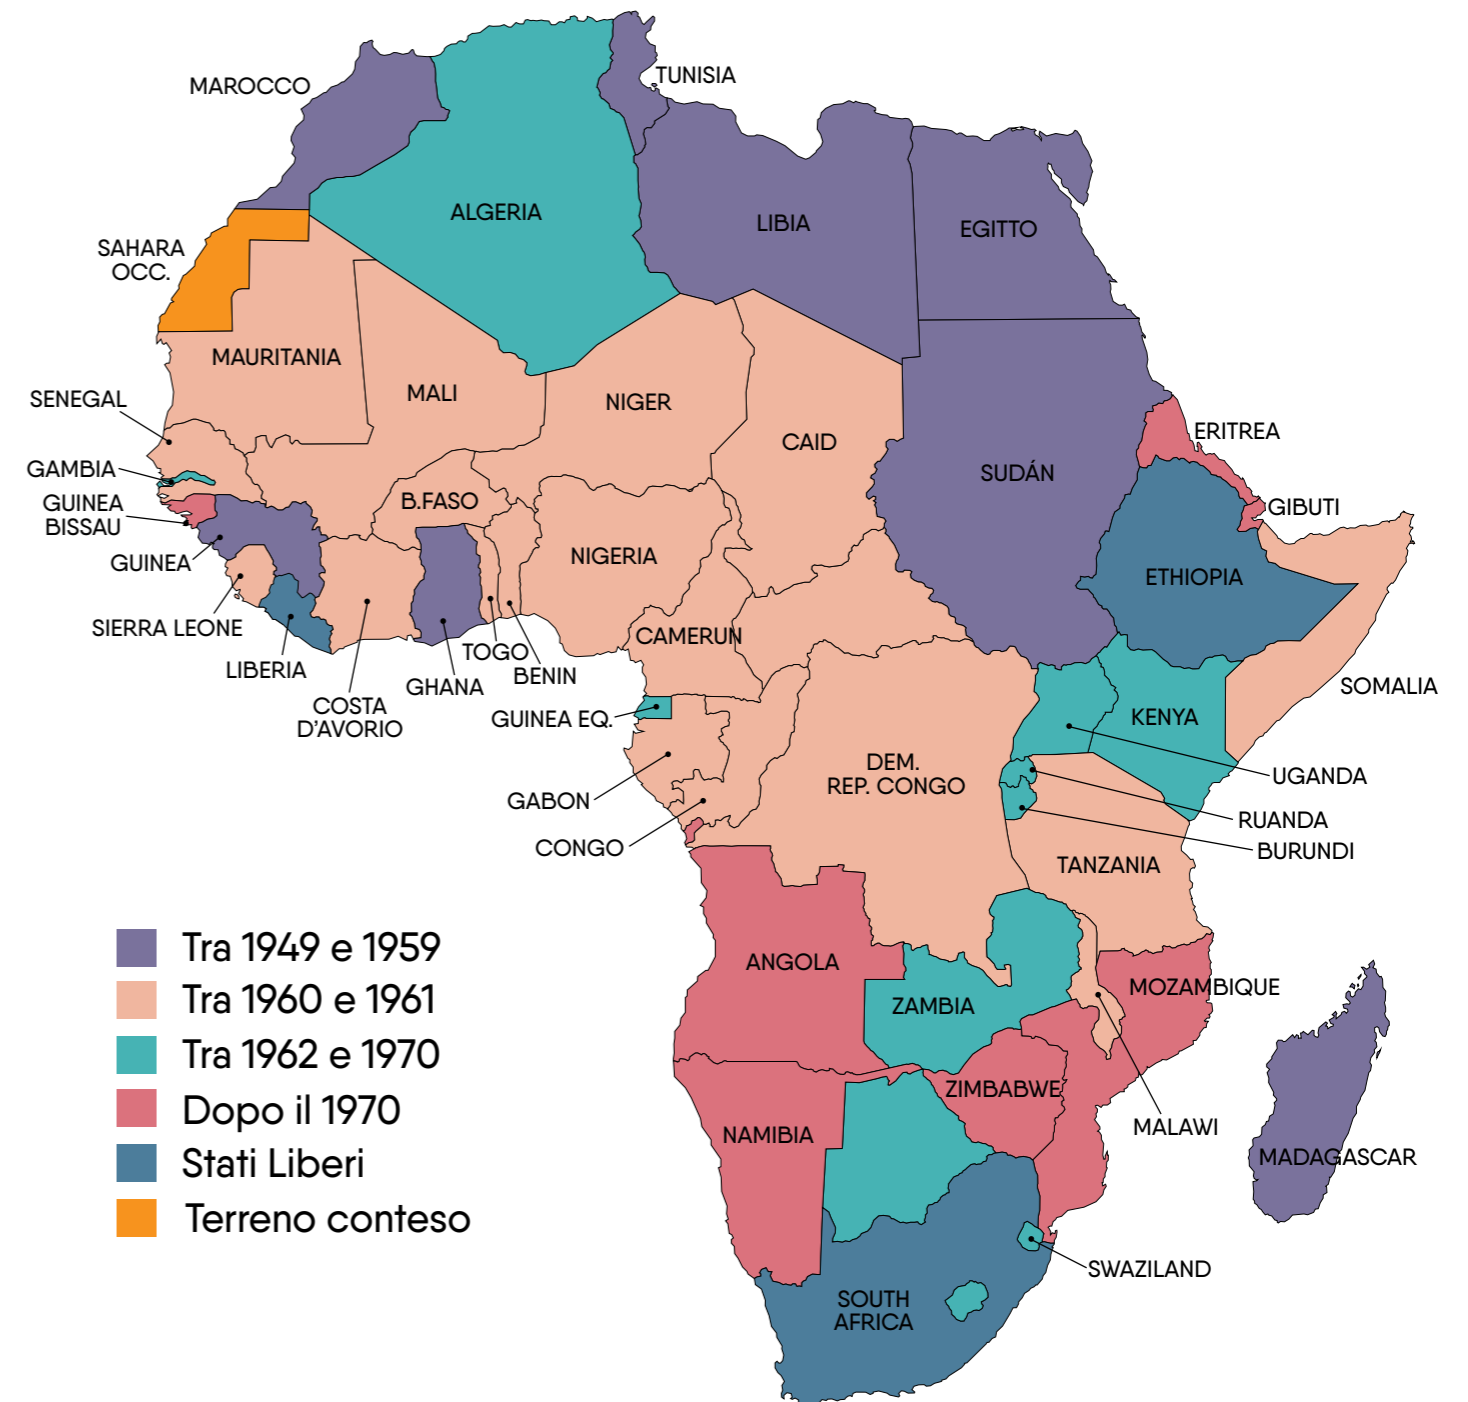 TUNISIA
MAROCCO
ALGERIA
LIBIA
EGITTO
SAHARA
OCC.
MAURITANIA
MALI
NIGER
CAID
SUDÁN
SENEGAL
ERITREA
GAMBIA
B.FASO
GUINEA
BISSAU
GIBUTI
GUINEA
NIGERIA
ETHIOPIA
SIERRA LEONE
CAMERUN
LIBERIA
TOGO
BENIN
GHANA
COSTA
D'AVORIO
SOMALIA
GUINEA EQ.
KENYA
DEM.
REP. CONGO
UGANDA
GABON
RUANDA
CONGO
BURUNDI
TANZANIA
ANGOLA
MOZAMBIQUE
ZAMBIA
ZIMBABWE
MALAWI
NAMIBIA
MADAGASCAR
SWAZILAND
SOUTH
AFRICA
Tra 1949 e 1959
Tra 1960 e 1961
Tra 1962 e 1970
Dopo il 1970
Stati Liberi
Terreno conteso